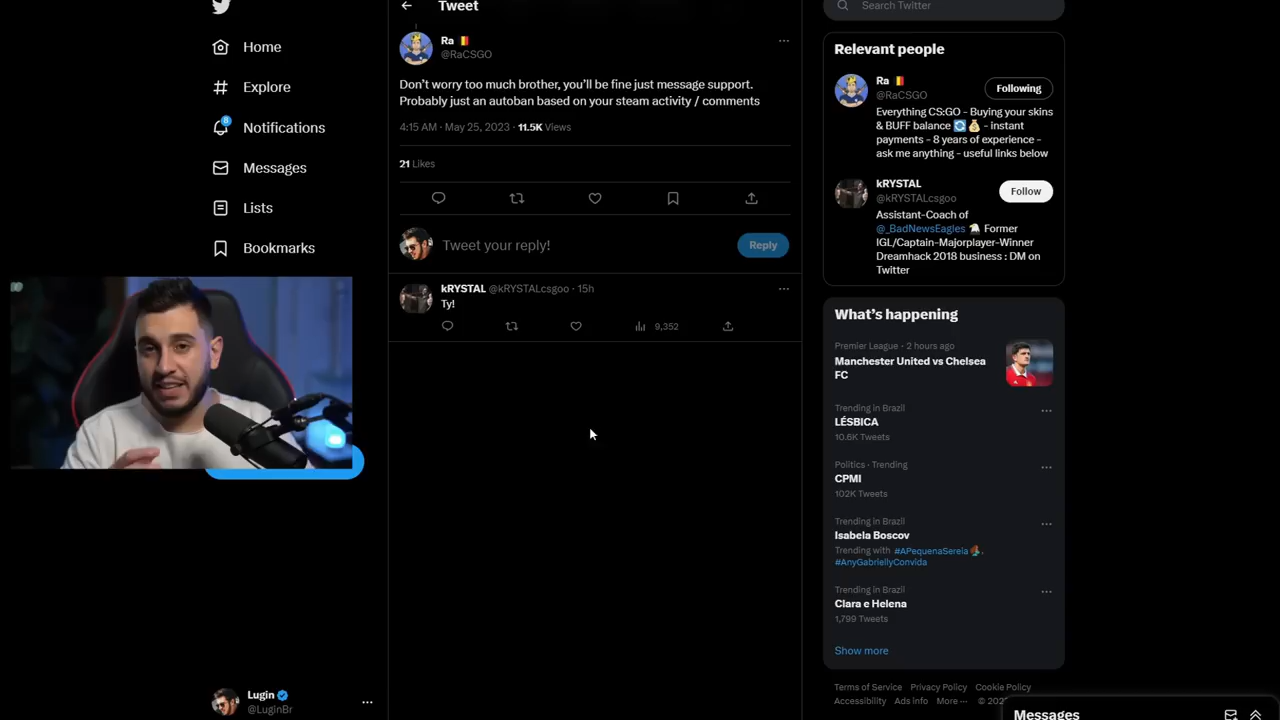 Home
Explore
8
Notifications
Messages
Lists
Bookmarks
Lugin
@LuginBr
Tweet
Ra
@RaCSGO
Don’t worry too much brother, you’ll be fine just message support.
Probably just an autoban based on your steam activity / comments
4:15 AM · May 25, 2023 · 11.5K Views
21 Likes
Tweet your reply!
Reply
kRYSTAL @kRYSTALcsgoo · 15h
Ty!
9,352
Search Twitter
Relevant people
Ra
@RaCSGO
Following
Everything CS:GO - Buying your skins
& BUFF balance 🔄💰 - instant
payments - 8 years of experience -
ask me anything - useful links below
kRYSTAL
@kRYSTALcsgoo
Follow
Assistant-Coach of
@_BadNewsEagles 🦅 Former
IGL/Captain-Majorplayer-Winner
Dreamhack 2018 business : DM on
Twitter
What’s happening
Premier League · 2 hours ago
Manchester United vs Chelsea
FC
Trending in Brazil
LÉSBICA
10.6K Tweets
Politics · Trending
CPMI
102K Tweets
Trending in Brazil
Isabela Boscov
Trending with #APequenaSereia,
#AnyGabriellyConvida
Trending in Brazil
Clara e Helena
1,799 Tweets
Show more
Terms of Service Privacy Policy Cookie Policy
Accessibility Ads info More ··· ©
Messages